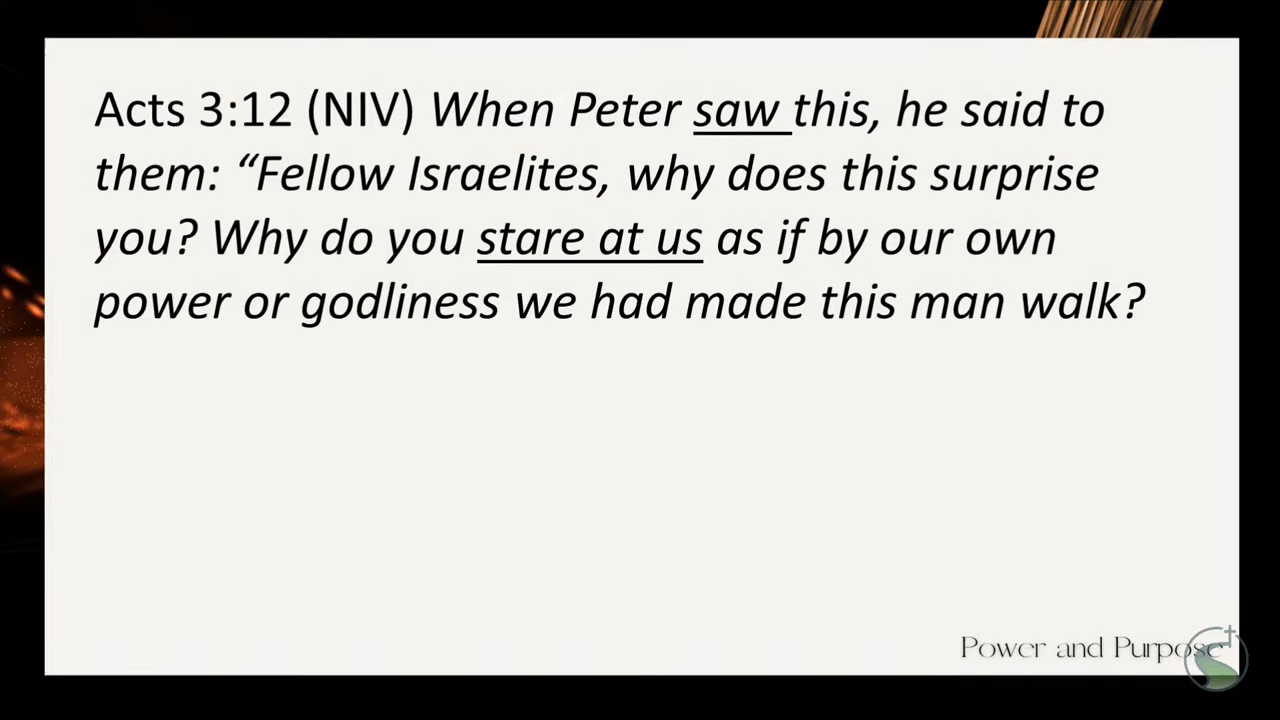 Acts 3:12 (NIV) When Peter saw this, he said to
them: “Fellow Israelites, why does this surprise
you? Why do you stare at us as if by our own
power or godliness we had made this man walk?
Power and Purpose